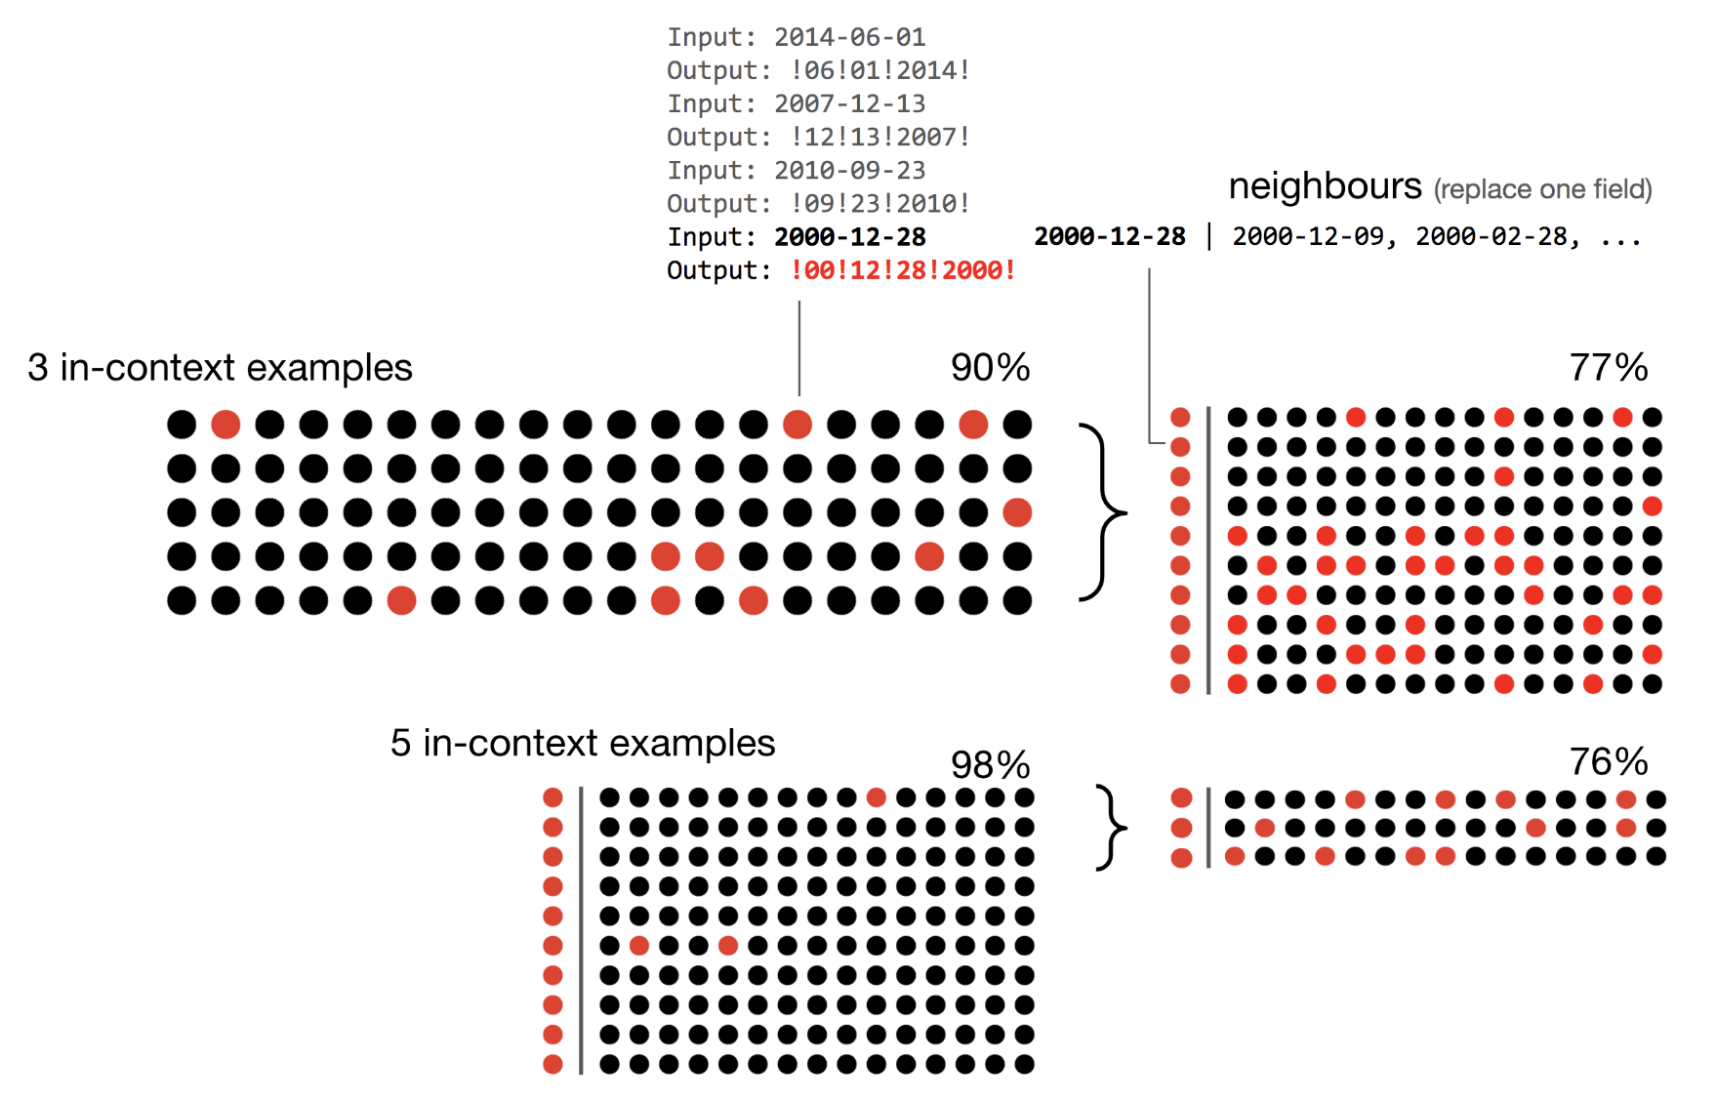 Input: 2014-06-01
Output: !06!01!2014!
Input: 2007-12-13
Output: !12!13!2007!
Input: 2010-09-23
Output: !09!23!2010!
Input: 2000-12-28
Output: !00!12!28!2000!
neighbours (replace one field)
2000-12-28 | 2000-12-09, 2000-02-28, ...
3 in-context examples
90%
77%
5 in-context examples
98%
76%